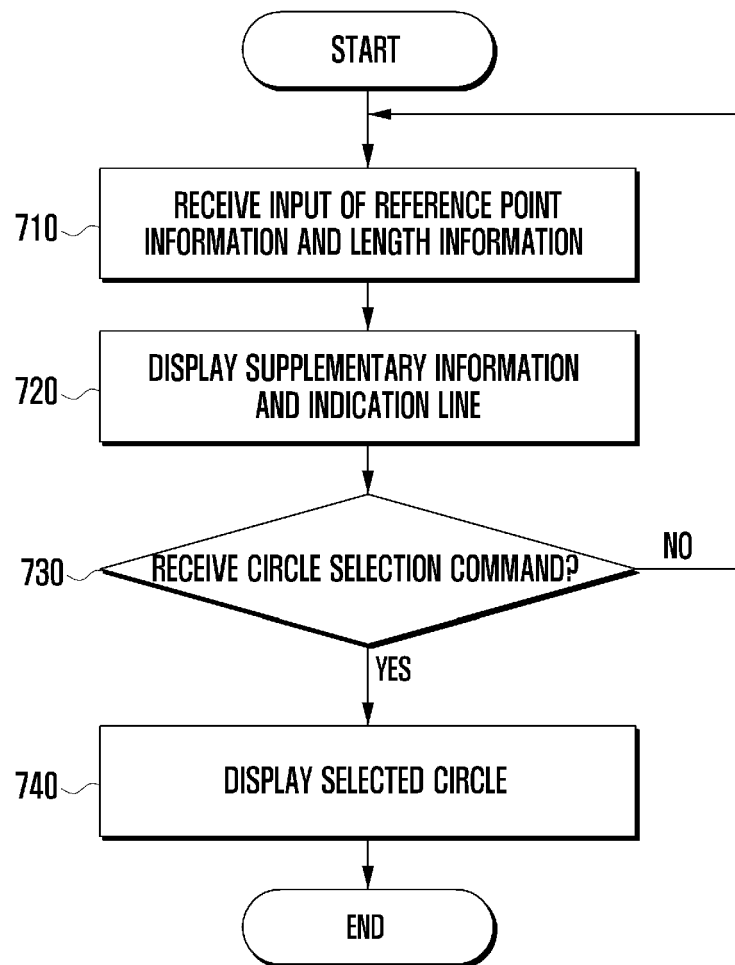 START
710
RECEIVE INPUT OF REFERENCE POINT
INFORMATION AND LENGTH INFORMATION
720
DISPLAY SUPPLEMENTARY INFORMATION
AND INDICATION LINE
730
RECEIVE CIRCLE SELECTION COMMAND?
NO
YES
740
DISPLAY SELECTED CIRCLE
END